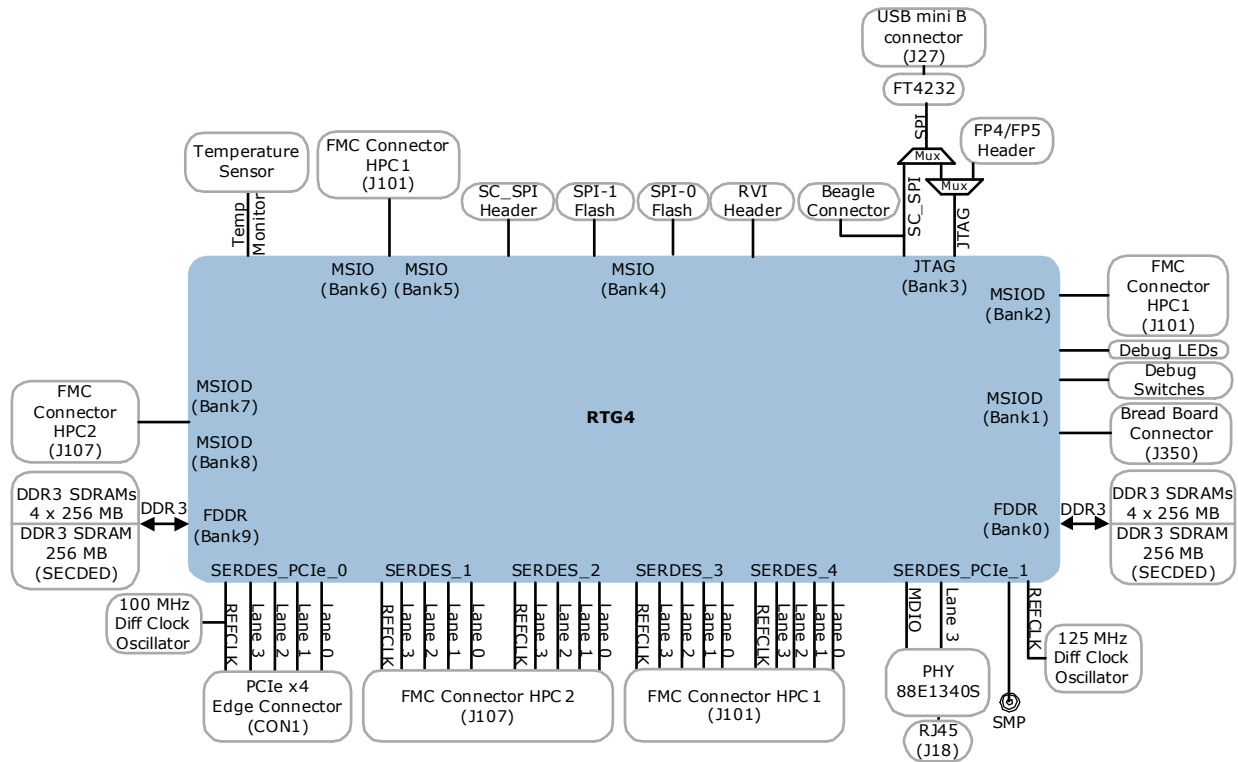 USB mini B
connector
(J27)
FT4232
SPI
Mux
FP4/FP5
Header
Mux
SC_SPI
JTAG
Temperature
Sensor
Temp
Monitor
FMC Connector
HPC1
(J101)
SC_SPI
Header
SPI-1
Flash
SPI-0
Flash
RVI
Header
Beagle
Connector
MSIO
(Bank6)
MSIO
(Bank5)
MSIO
(Bank4)
JTAG
(Bank3)
MSIOD
(Bank2)
FMC
Connector
HPC1
(J101)
Debug LEDs
Debug
Switches
MSIOD
(Bank1)
Bread Board
Connector
(J350)
FMC
Connector
HPC2
(J107)
MSIOD
(Bank7)
MSIOD
(Bank8)
RTG4
DDR3 SDRAMs
4 x 256 MB
DDR3 SDRAM
256 MB
(SECDED)
DDR3
FDDR
(Bank9)
FDDR
(Bank0)
DDR3
DDR3 SDRAMs
4 x 256 MB
DDR3 SDRAM
256 MB
(SECDED)
SERDES_PCIe_0
SERDES_1
SERDES_2
SERDES_3
SERDES_4
SERDES_PCIe_1
REFCLK
Lane 3
Lane 2
Lane 1
Lane 0
REFCLK
Lane 3
Lane 2
Lane 1
Lane 0
REFCLK
Lane 3
Lane 2
Lane 1
Lane 0
REFCLK
Lane 3
Lane 2
Lane 1
Lane 0
REFCLK
Lane 3
Lane 2
Lane 1
Lane 0
MDIO
Lane 3
REFCLK
100 MHz
Diff Clock
Oscillator
PCIe x4
Edge Connector
(CON1)
FMC Connector HPC2
(J107)
FMC Connector HPC1
(J101)
PHY
88E1340S
RJ45
(J18)
SMP
125 MHz
Diff Clock
Oscillator